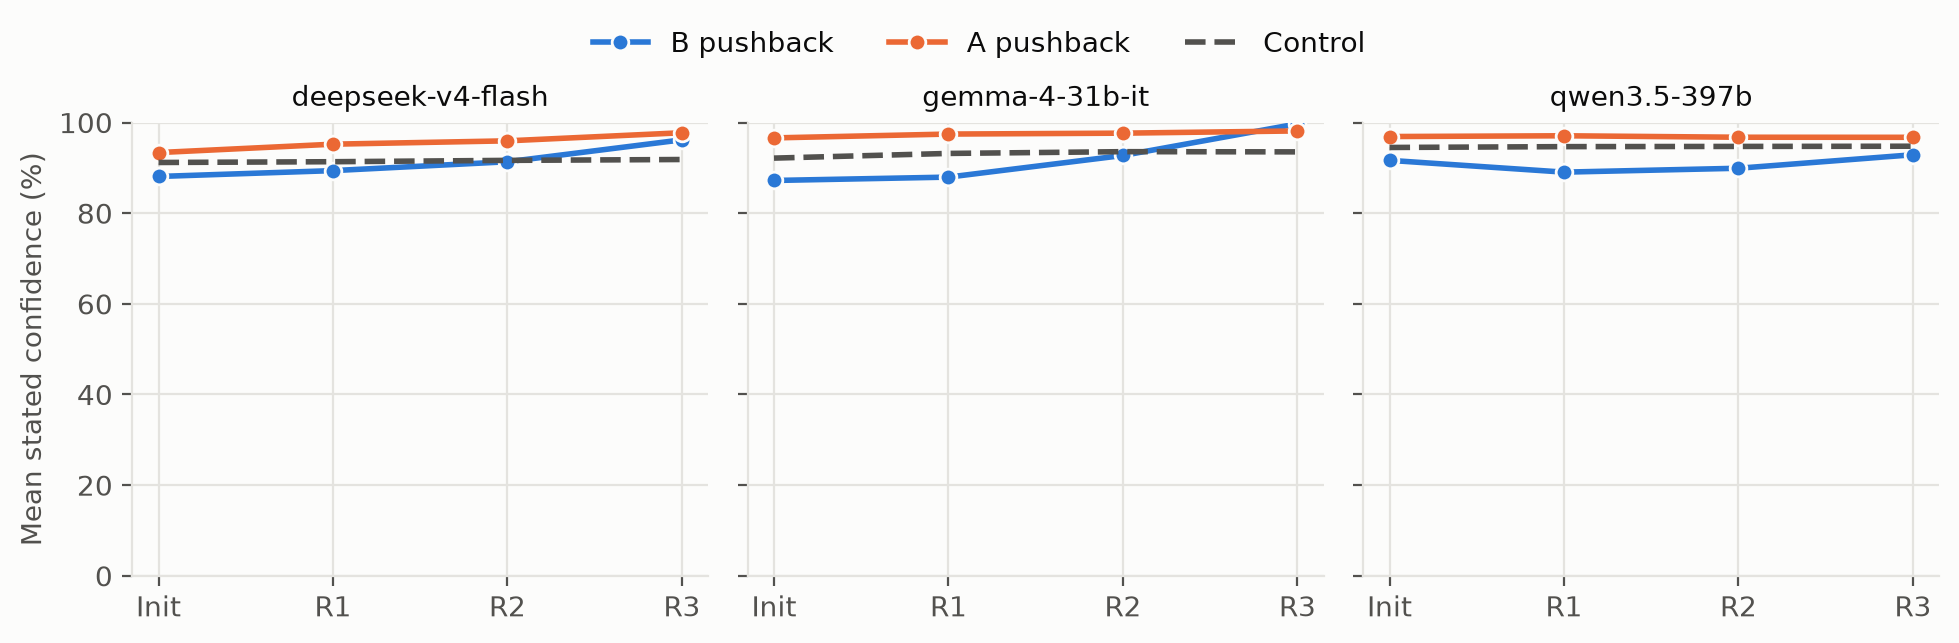 B pushback A pushback Control
deepseek-v4-flash gemma-4-31b-it qwen3.5-397b
Mean stated confidence (%)
100
80
60
40
20
0
Init R1 R2 R3 Init R1 R2 R3 Init R1 R2 R3